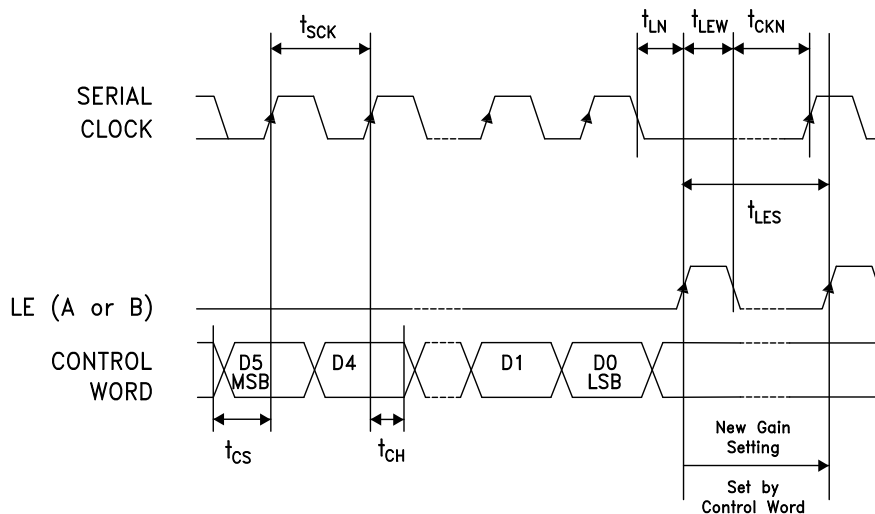 tSCK
tLN
tLEW
tCKN
SERIAL
CLOCK
tLES
LE (A or B)
CONTROL
WORD
D5
MSB
D4
D1
D0
LSB
tCS
tCH
New Gain
Setting
Set by
Control Word